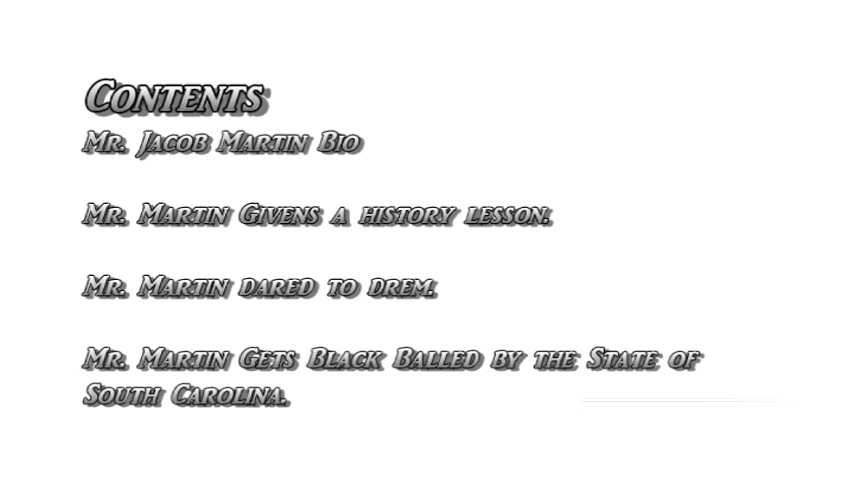 Contents
Mr. Jacob Martin Bio
Mr. Martin Givens a history lesson.
Mr. Martin dared to drem.
Mr. Martin Gets Black Balled by the State of
South Carolina.